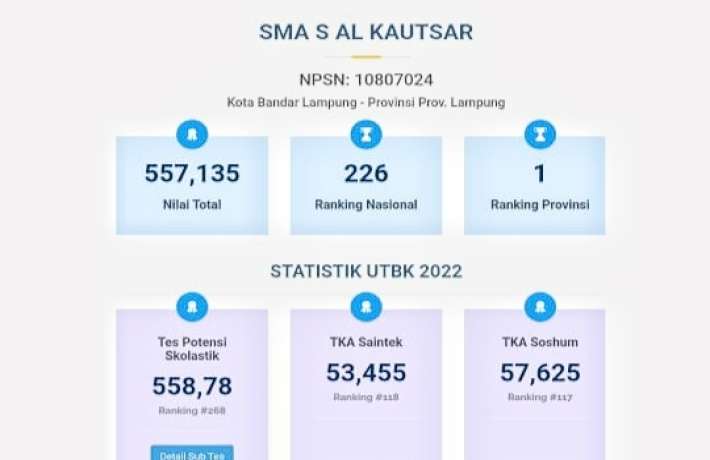 SMA S AL KAUTSAR
NPSN: 10807024
Kota Bandar Lampung - Provinsi Prov. Lampung
557,135
Nilai Total
226
Ranking Nasional
1
Ranking Provinsi
STATISTIK UTBK 2022
Tes Potensi
Skolastik
558,78
Ranking #268
Detail Sub Tes
TKA Saintek
53,455
Ranking #118
TKA Soshum
57,625
Ranking #117